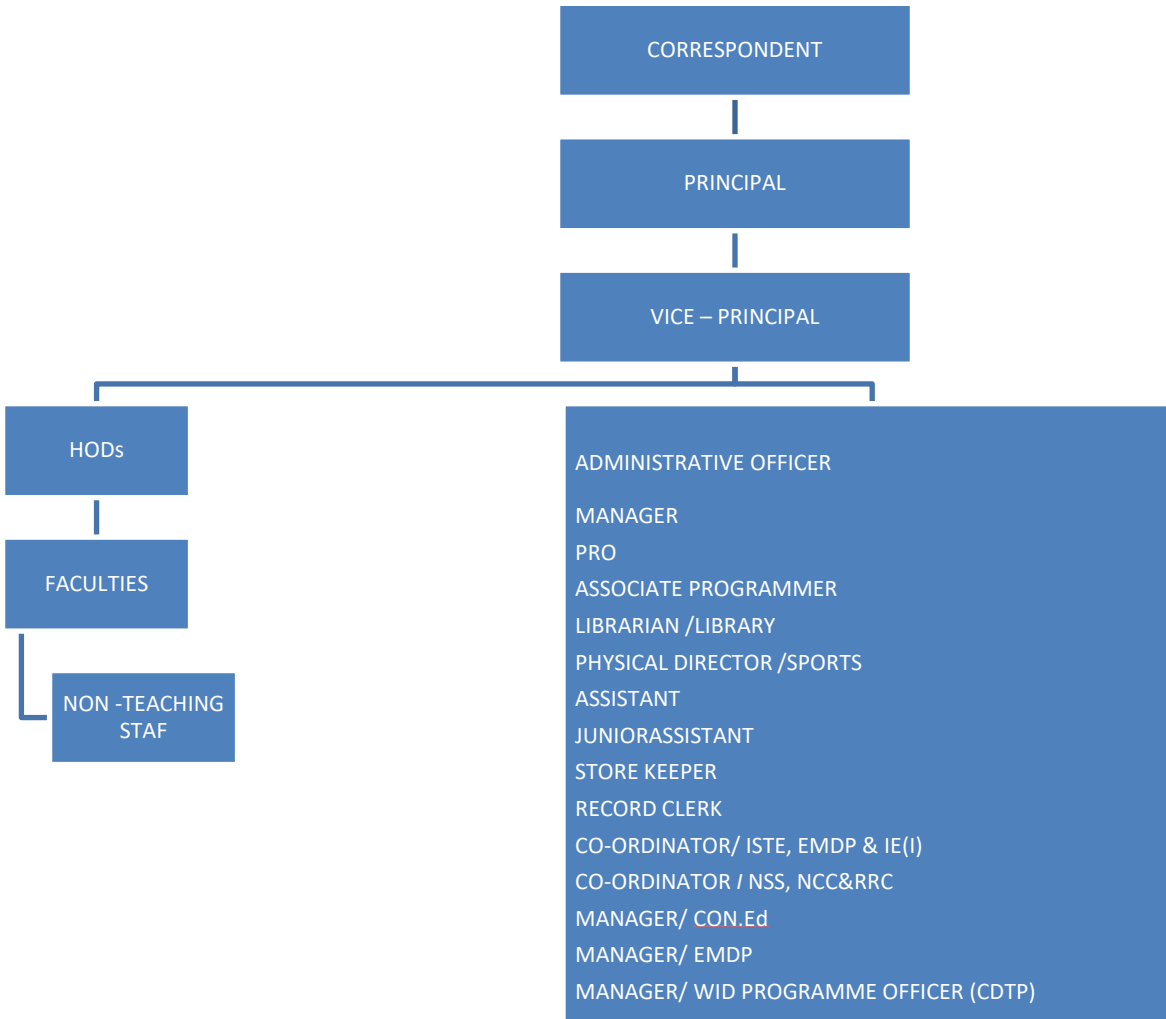 CORRESPONDENT
PRINCIPAL
VICE – PRINCIPAL
HODs
FACULTIES
NON -TEACHING
STAF
ADMINISTRATIVE OFFICER
MANAGER
PRO
ASSOCIATE PROGRAMMER
LIBRARIAN /LIBRARY
PHYSICAL DIRECTOR /SPORTS
ASSISTANT
JUNIORASSISTANT
STORE KEEPER
RECORD CLERK
CO-ORDINATOR/ ISTE, EMDP & IE(I)
CO-ORDINATOR I NSS, NCC&RRC
MANAGER/ CON.Ed
MANAGER/ EMDP
MANAGER/ WID PROGRAMME OFFICER (CDTP)